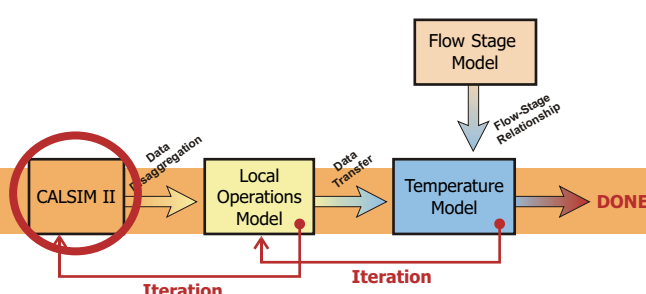 Flow Stage
Model
Flow-Stage
Relationship
Data
Disaggregation
Data
Transfer
CALSIM II
Local
Operations
Model
Temperature
Model
DONE
Iteration
Iteration